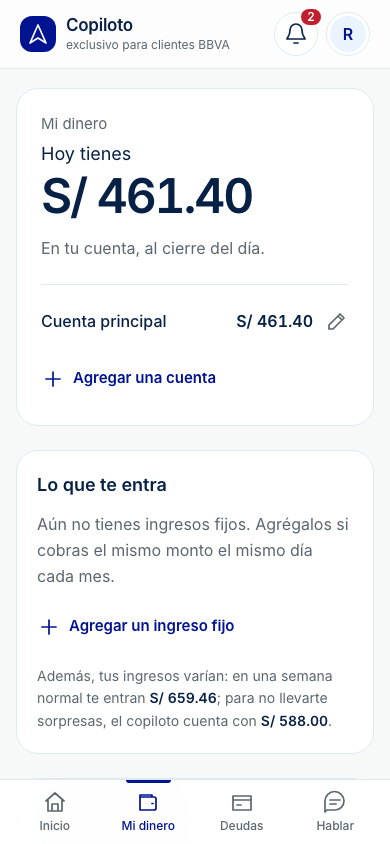 Copiloto
exclusivo para clientes BBVA
2
R
Mi dinero
Hoy tienes
S/ 461.40
En tu cuenta, al cierre del día.
Cuenta principal S/ 461.40
Agregar una cuenta
Lo que te entra
Aún no tienes ingresos fijos. Agrégalos si
cobras el mismo monto el mismo día
cada mes.
Agregar un ingreso fijo
Además, tus ingresos varían: en una semana
normal te entran S/ 659.46; para no llevarte
sorpresas, el copiloto cuenta con S/ 588.00.
Inicio Mi dinero Deudas Hablar